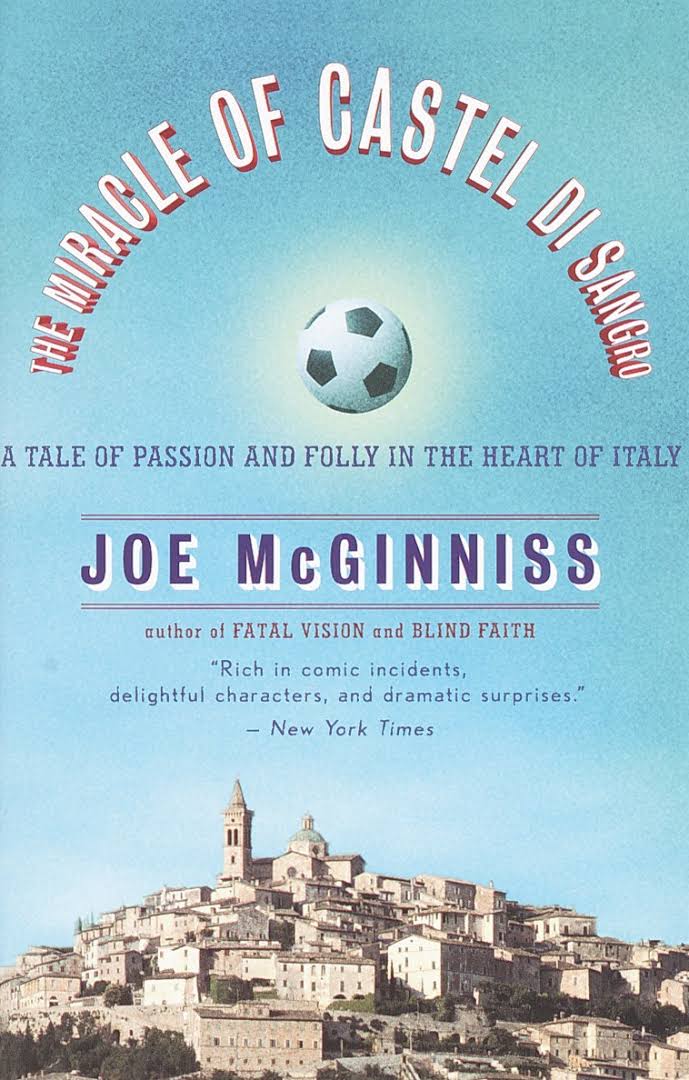 THE MIRACLE OF CASTEL DI SANGRO
A TALE OF PASSION AND FOLLY IN THE HEART OF ITALY
JOE McGINNISS
author of FATAL VISION and BLIND FAITH
“Rich in comic incidents,
delightful characters, and dramatic surprises.”
– New York Times